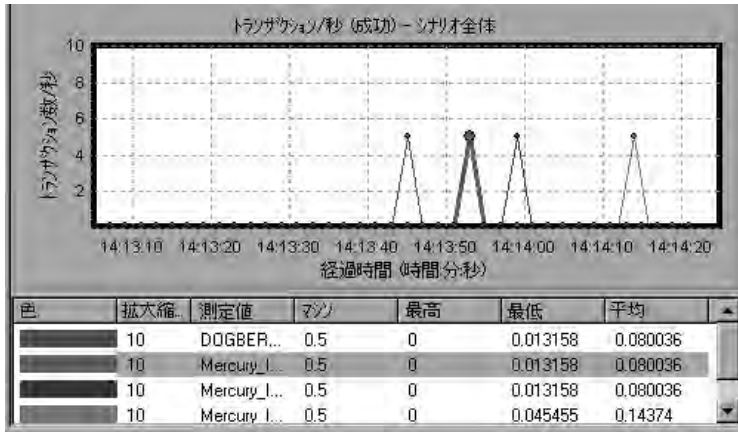 トランザクション/秒 (成功) - シナリオ全体
トランザクション数/秒
10
8
6
4
2
14:13:10 14:13:20 14:13:30 14:13:40 14:13:50 14:14:00 14:14:10 14:14:20
経過時間 (時間:分:秒)
色 拡大縮.. 測定値 マシン 最高 最低 平均
10 DOGBER... 0.5 0 0.013158 0.080036
10 Mercury_I... 0.5 0 0.013158 0.080036
10 Mercury_I... 0.5 0 0.013158 0.080036
10 Mercury_I... 0.5 0 0.045455 0.14374